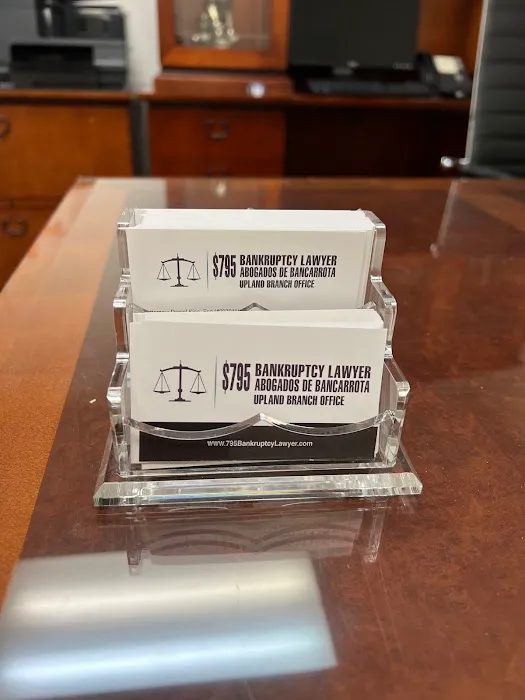 $795 BANKRUPTCY LAWYER
ABOGADOS DE BANCARROTA
UPLAND BRANCH OFFICE
$795 BANKRUPTCY LAWYER
ABOGADOS DE BANCARROTA
UPLAND BRANCH OFFICE
www.795BankruptcyLawyer.com